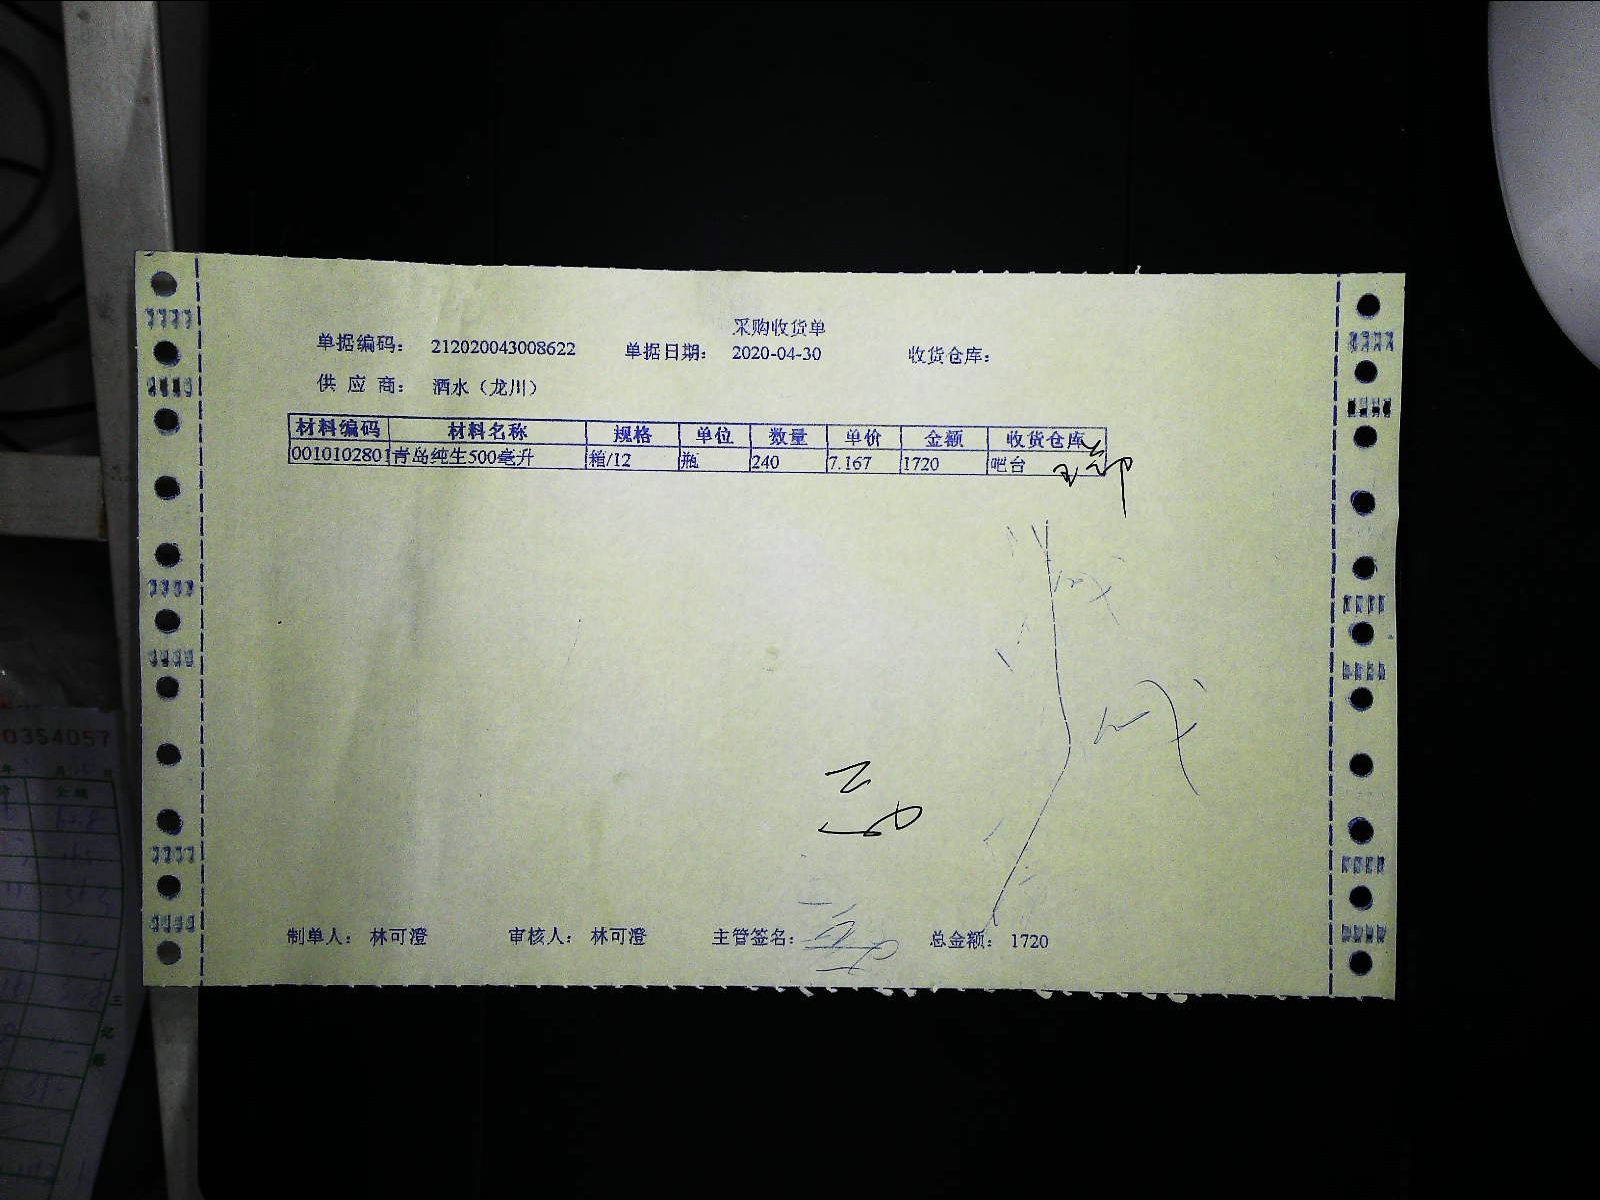 采购收货单
单据编码： 212020043008622 单据日期： 2020-04-30 收货仓库：
供 应 商： 酒水（龙川）
材料编码 材料名称 规格 单位 数量 单价 金额 收货仓库
0010102801 青岛纯生500毫升 箱/12 瓶 240 7.167 1720 吧台
制单人： 林可澄 审核人： 林可澄 主管签名： 总金额： 1720
0354057
金额